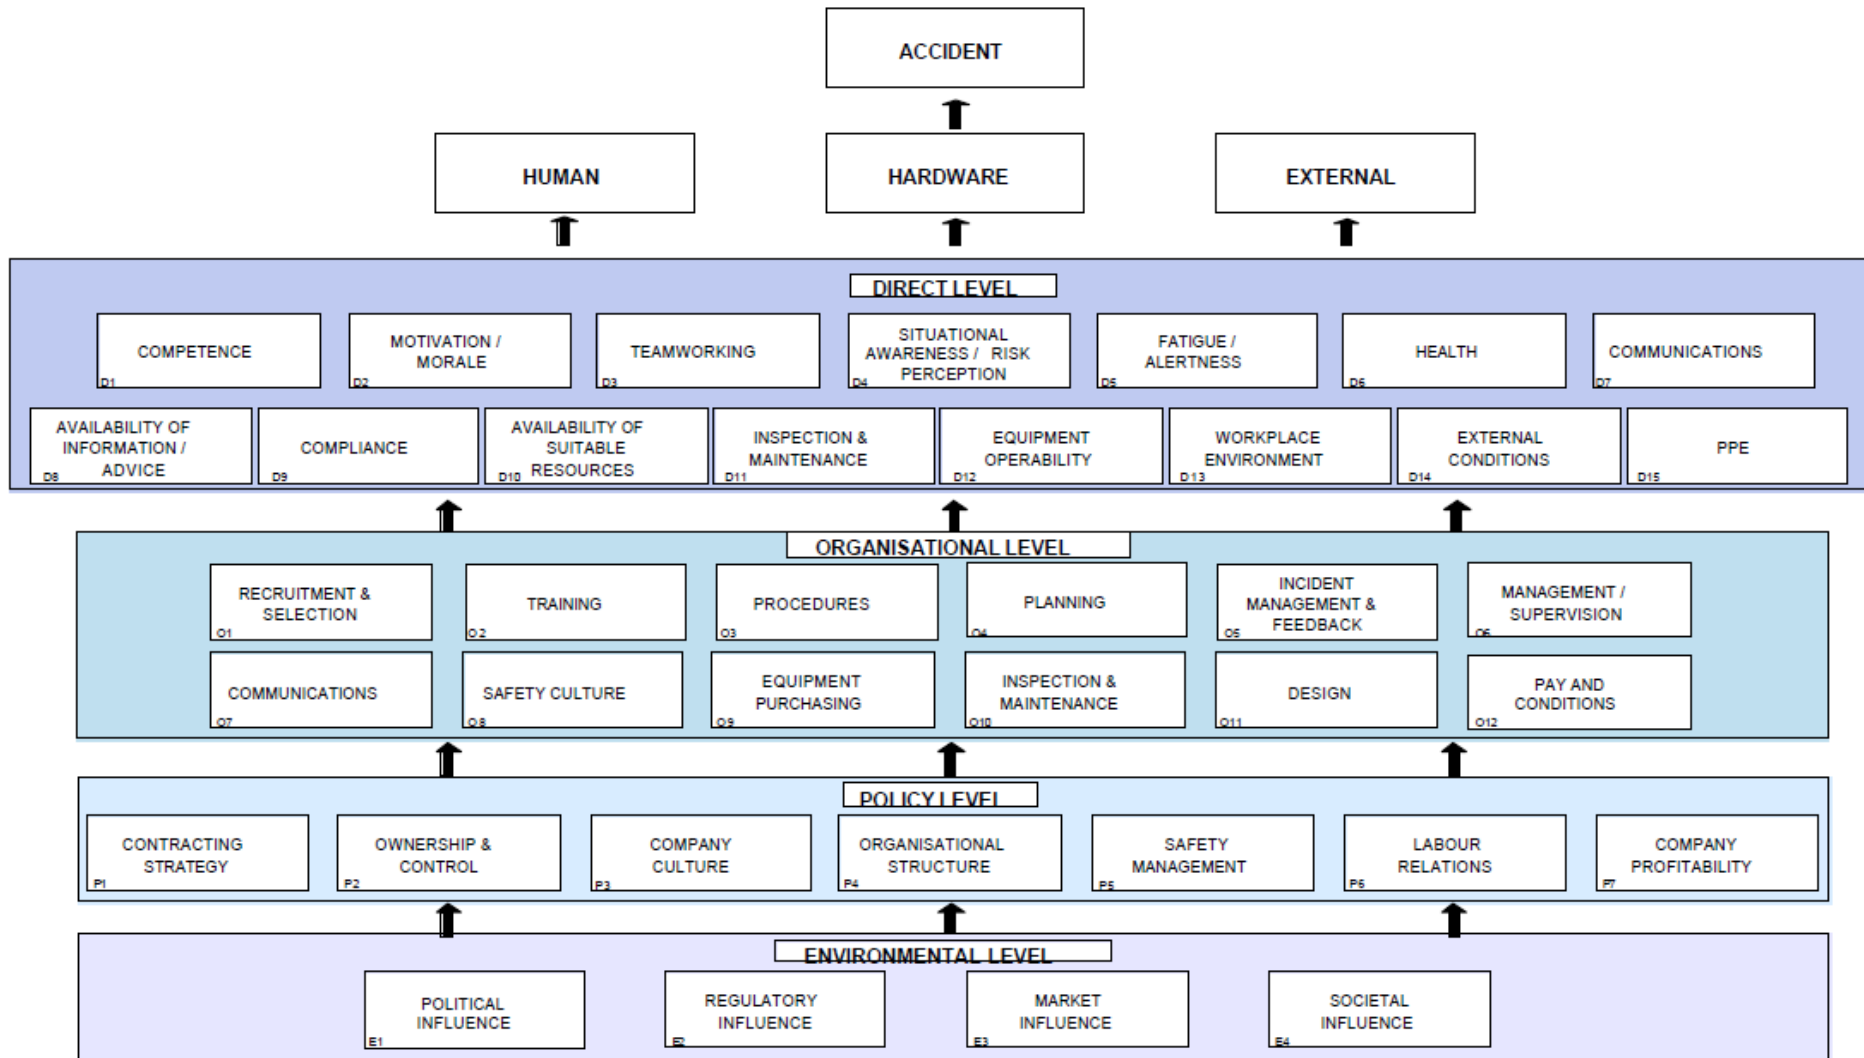 ACCIDENT
HUMAN
HARDWARE
EXTERNAL
DIRECT LEVEL
COMPETENCE
D1
MOTIVATION /
MORALE
D2
TEAMWORKING
D3
SITUATIONAL
AWARENESS / RISK
PERCEPTION
D4
FATIGUE /
ALERTNESS
D5
HEALTH
D6
COMMUNICATIONS
D7
AVAILABILITY OF
INFORMATION /
ADVICE
D8
COMPLIANCE
D9
AVAILABILITY OF
SUITABLE
RESOURCES
D10
INSPECTION &
MAINTENANCE
D11
EQUIPMENT
OPERABILITY
D12
WORKPLACE
ENVIRONMENT
D13
EXTERNAL
CONDITIONS
D14
PPE
D15
ORGANISATIONAL LEVEL
RECRUITMENT &
SELECTION
O1
TRAINING
O2
PROCEDURES
O3
PLANNING
O4
INCIDENT
MANAGEMENT &
FEEDBACK
O5
MANAGEMENT /
SUPERVISION
O6
COMMUNICATIONS
O7
SAFETY CULTURE
O8
EQUIPMENT
PURCHASING
O9
INSPECTION &
MAINTENANCE
O10
DESIGN
O11
PAY AND
CONDITIONS
O12
POLICY LEVEL
CONTRACTING
STRATEGY
P1
OWNERSHIP &
CONTROL
P2
COMPANY
CULTURE
P3
ORGANISATIONAL
STRUCTURE
P4
SAFETY
MANAGEMENT
P5
LABOUR
RELATIONS
P6
COMPANY
PROFITABILITY
P7
ENVIRONMENTAL LEVEL
POLITICAL
INFLUENCE
E1
REGULATORY
INFLUENCE
E2
MARKET
INFLUENCE
E3
SOCIETAL
INFLUENCE
E4